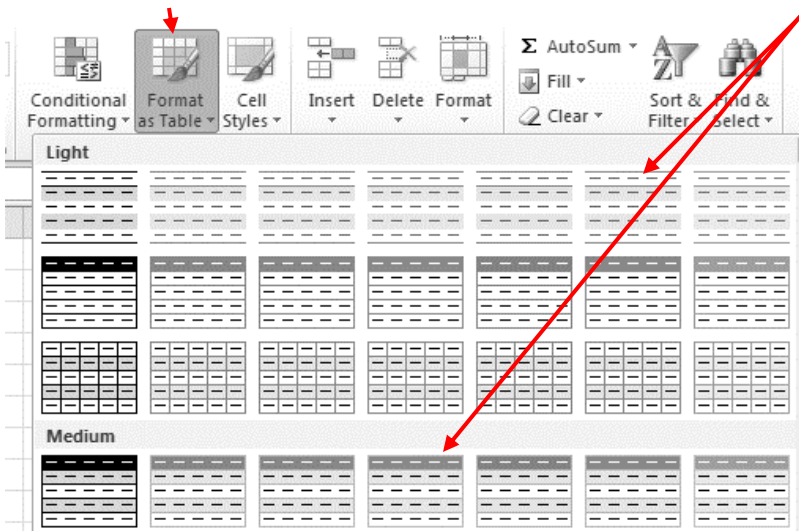 Σ AutoSum
Fill
Clear
Conditional Formatting
Format as Table
Cell Styles
Insert
Delete
Format
Sort & Filter
Find & Select
Light
Medium